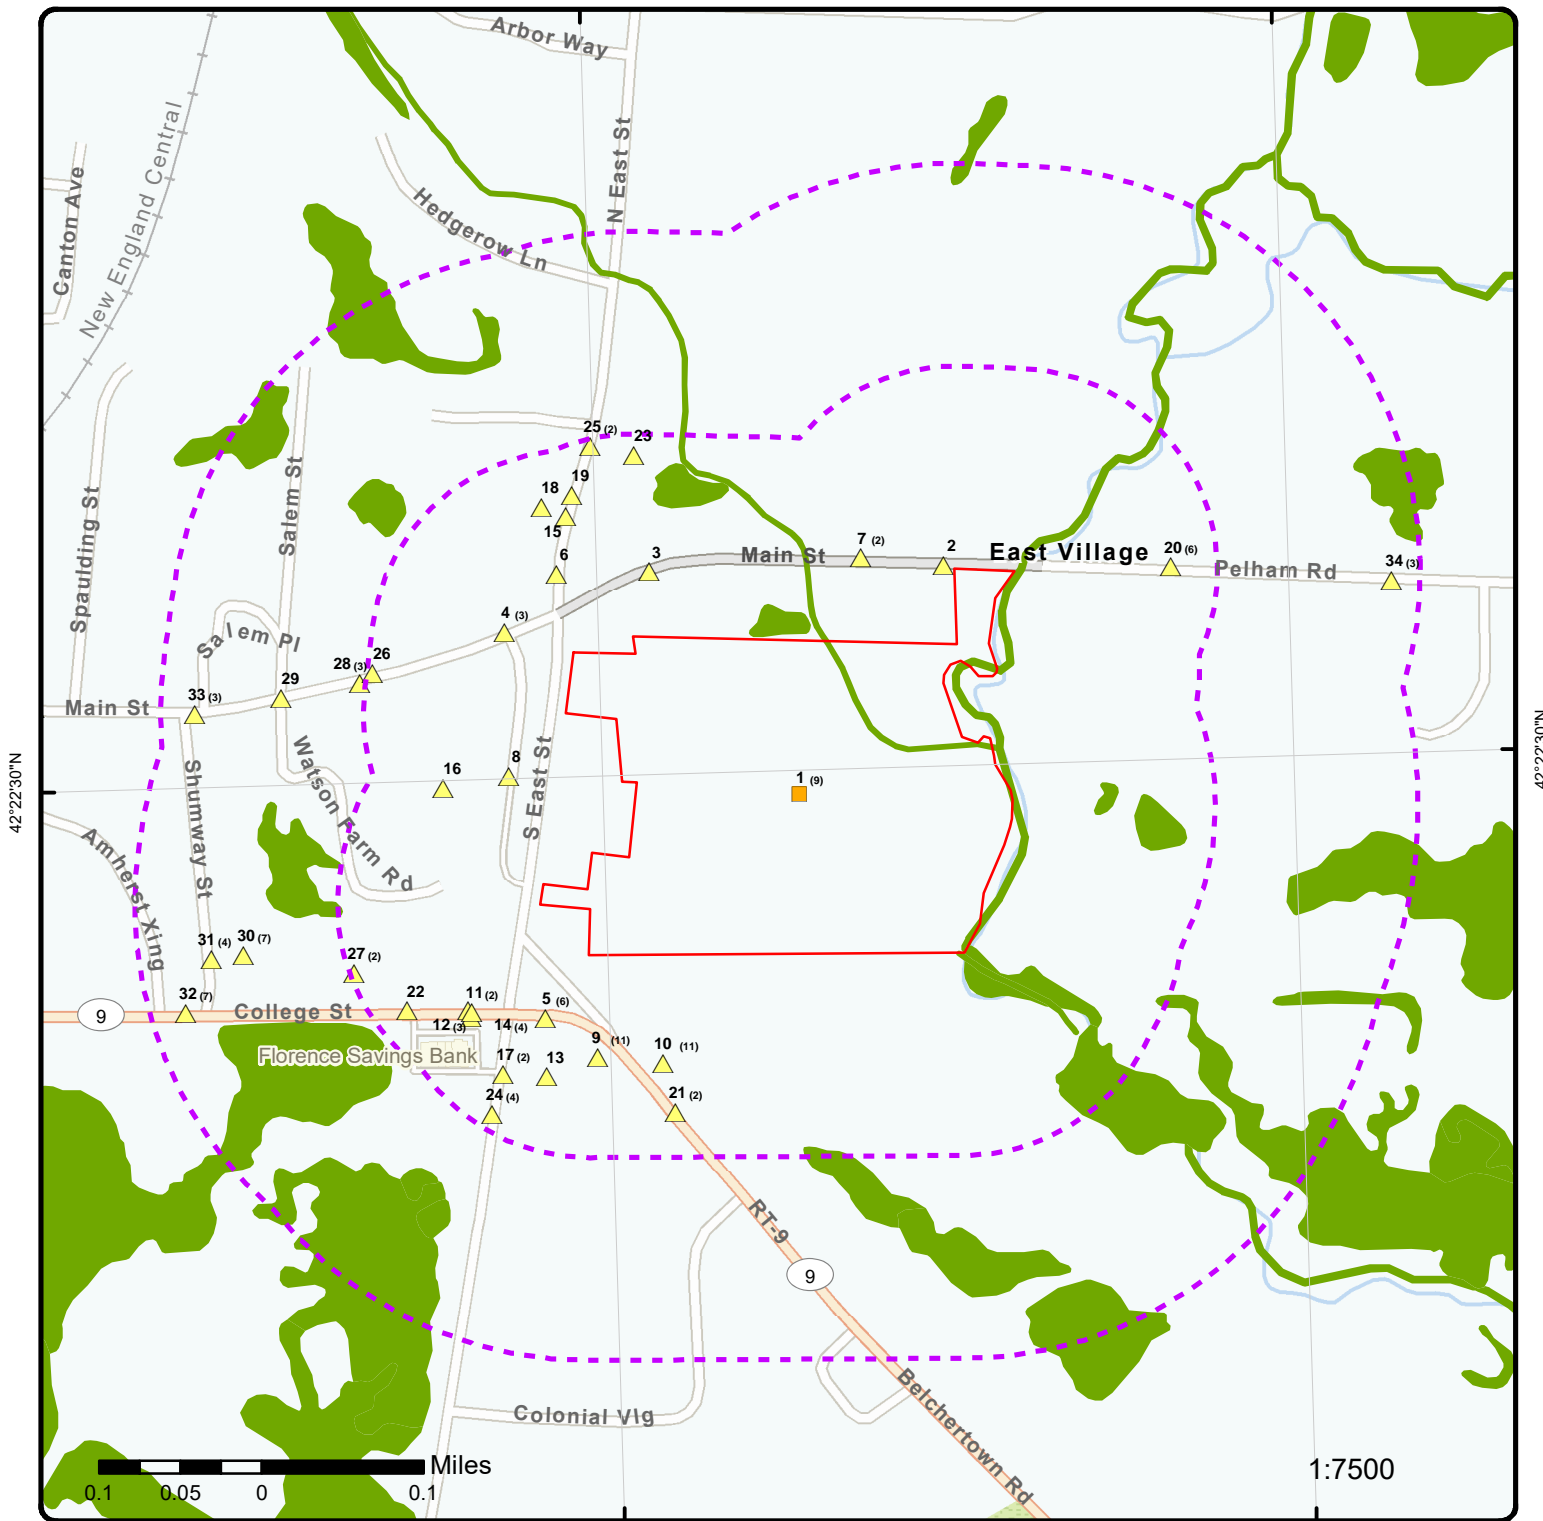 Arbor Way
N East St
New England Central
Canton Ave
Hedgerow Ln
25 (2)
23
19
18
15
Salem St
Spaulding St
6
3
Main St
7 (2)
2
East Village
20 (6)
Pelham Rd
34 (3)
4 (3)
Salem Pl
28 (3)
26
29
33 (3)
Main St
42°22'30"N
42°22'30"N
16
8
S East St
1 (9)
Watson Farm Rd
Shumway St
Amherst Xing
31 (4)
30 (7)
27 (2)
32 (7)
9
College St
22
11 (2)
12 (3)
14 (4)
5 (6)
Florence Savings Bank
9 (11)
10 (11)
17 (2)
13
24 (4)
21 (2)
RT-9
9
Belchertown Rd
Colonial Vlg
Miles
0.1 0.05 0 0.1
1:7500